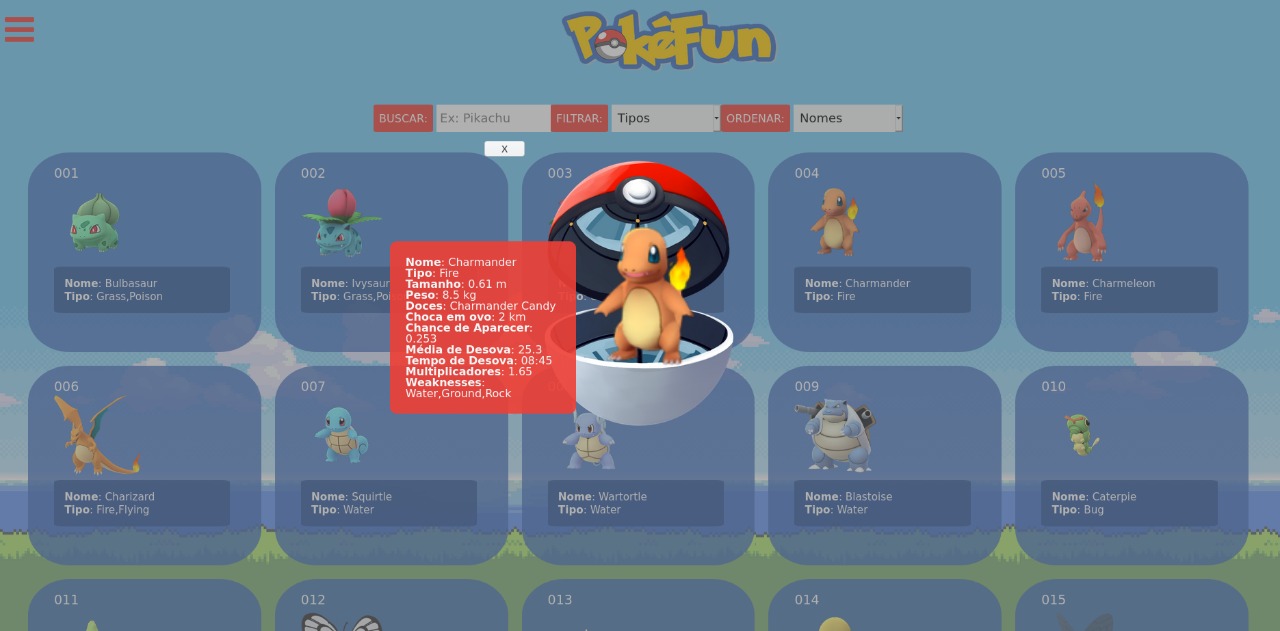 PokéFun
BUSCAR: Ex: Pikachu FILTRAR: Tipos ORDENAR: Nomes
X
001
002
003
004
005
Nome: Bulbasaur
Tipo: Grass,Poison
Nome: Ivysaur
Tipo: Grass,Poi
Nome: Charmander
Tipo: Fire
Tamanho: 0.61 m
Peso: 8.5 kg
Doces: Charmander Candy
Choca em ovo: 2 km
Chance de Aparecer:
0.253
Média de Desova: 25.3
Tempo de Desova: 08:45
Multiplicadores: 1.65
Weaknesses:
Water,Ground,Rock
Nome: Charmander
Tipo: Fire
Nome: Charmeleon
Tipo: Fire
006
007
009
010
Nome: Charizard
Tipo: Fire,Flying
Nome: Squirtle
Tipo: Water
Nome: Wartortle
Tipo: Water
Nome: Blastoise
Tipo: Water
Nome: Caterpie
Tipo: Bug
011
012
013
014
015